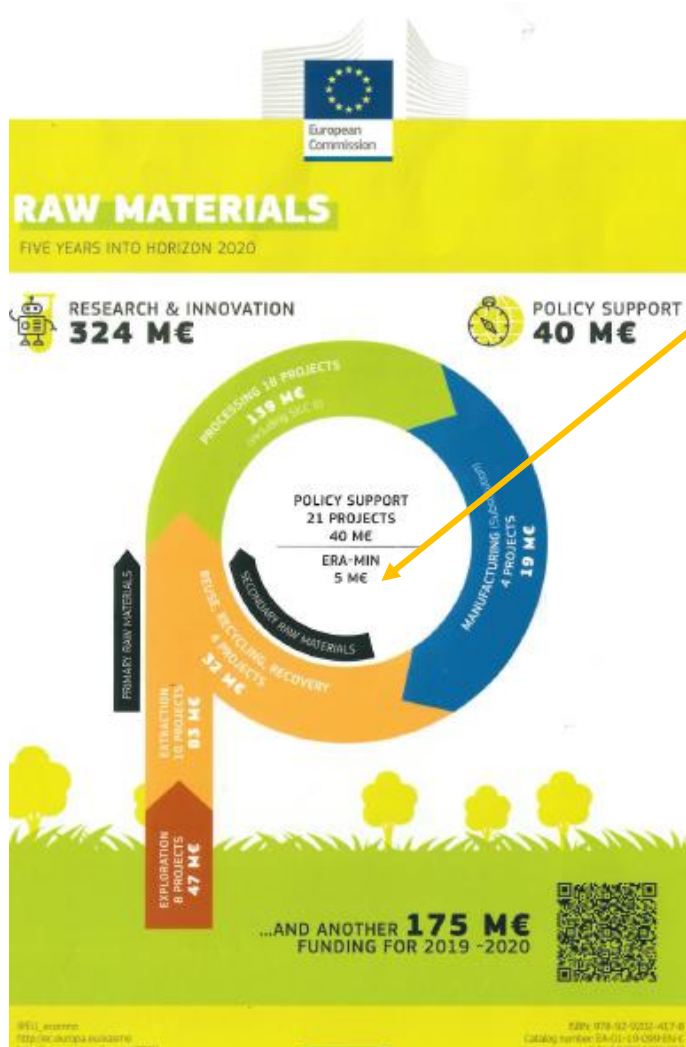 European
Commission
RAW MATERIALS
FIVE YEARS INTO HORIZON 2020
RESEARCH & INNOVATION
324 M€
POLICY SUPPORT
40 M€
PROCESSING 18 PROJECTS
139 M€
MANUFACTURING (Substitution)
4 PROJECTS
19 M€
POLICY SUPPORT
21 PROJECTS
40 M€
ERA-MIN
5 M€
SECONDARY RAW MATERIALS
REUSE, RECYCLING, RECOVERY
4 PROJECTS
32 M€
PRIMARY RAW MATERIALS
EXTRACTION
10 PROJECTS
83 M€
EXPLORATION
8 PROJECTS
47 M€
...AND ANOTHER 175 M€
FUNDING FOR 2019 -2020